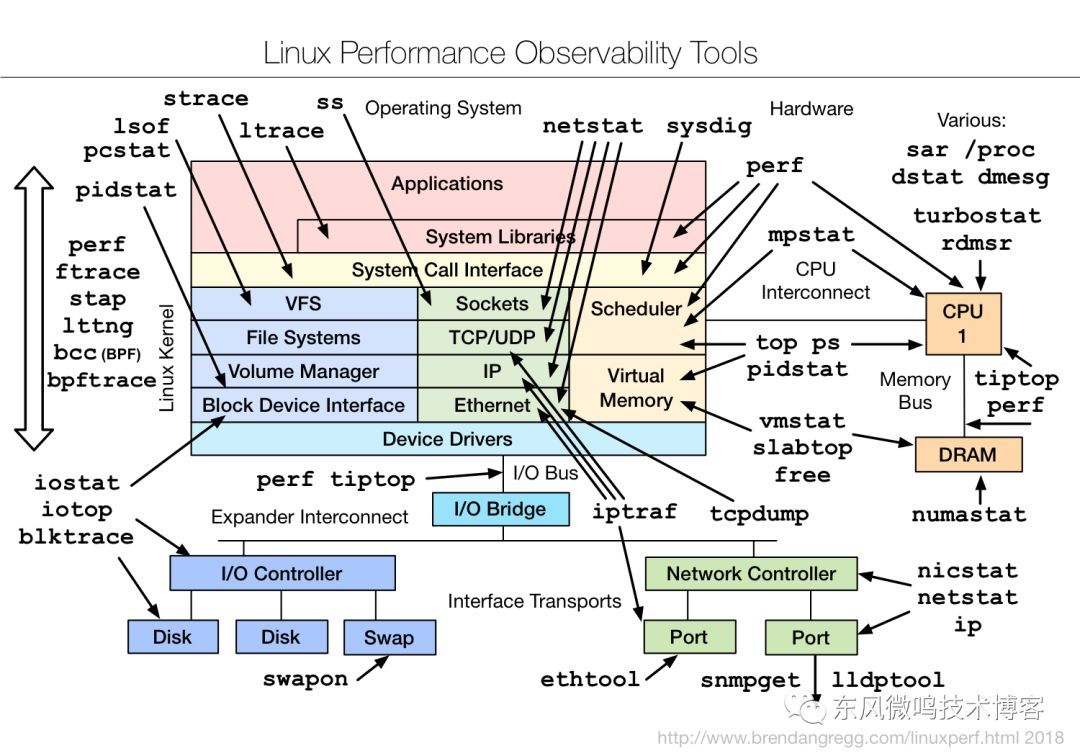 Linux Performance Observability Tools
strace
ss
Operating System
Hardware
lsof
ltrace
netstat
sysdig
Various:
pcstat
sar /proc
dstat dmesg
perf
pidstat
Applications
turbostat
rdmsr
System Libraries
mpstat
perf
ftrace
stap
lttng
bcc (BPF)
bpftrace
Linux Kernel
System Call Interface
CPU
Interconnect
VFS
Sockets
Scheduler
CPU
1
File Systems
TCP/UDP
top ps
pidstat
Volume Manager
IP
Virtual
Memory
Memory
Bus
tiptop
perf
Block Device Interface
Ethernet
vmstat
slabtop
free
Device Drivers
DRAM
iostat
iotop
blktrace
perf tiptop
I/O Bus
Expander Interconnect
I/O Bridge
iptraf
tcpdump
numastat
I/O Controller
Network Controller
nicstat
netstat
ip
Interface Transports
Disk
Disk
Swap
Port
Port
swapon
ethtool
snmpget
lldptool
东风微鸣技术博客
http://www.brendangregg.com/linuxperf.html 2018